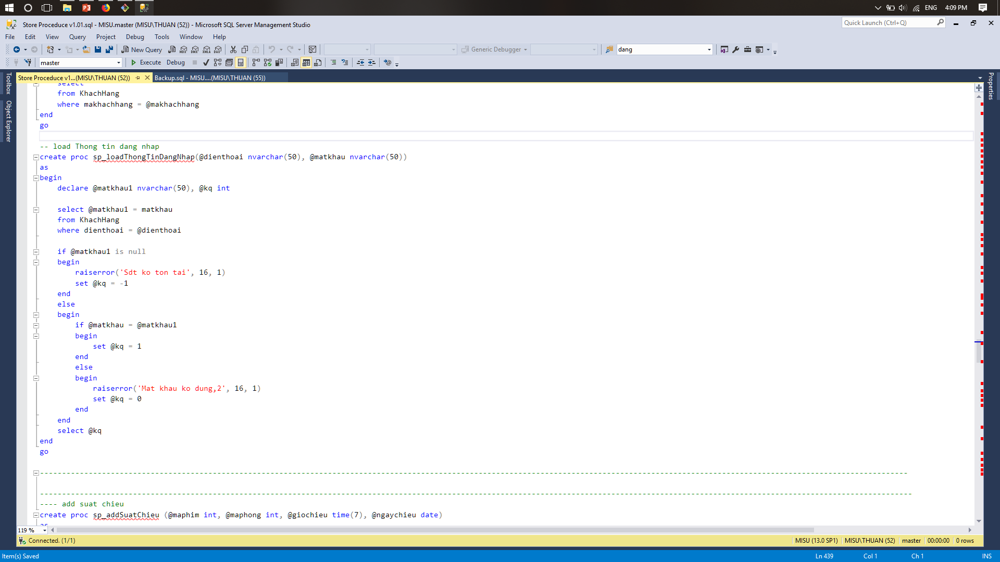 ENG 4:09 PM
Store Proceduce v1.01.sql - MISU.master (MISU\THUAN (52)) - Microsoft SQL Server Management Studio
Quick Launch (Ctrl+Q)
File Edit View Query Project Debug Tools Window Help
New Query MDX DMX XMLA DAX Generic Debugger dang
master Execute Debug
Store Proceduce v1...(MISU\THUAN (52)) Backup.sql - MISU....(MISU\THUAN (55))
Toolbox
Object Explorer
Properties
select
from KhachHang
where makhachhang = @makhachhang
end
go
-- load Thong tin dang nhap
create proc sp_loadThongTinDangNhap(@dienthoai nvarchar(50), @matkhau nvarchar(50))
as
begin
declare @matkhau1 nvarchar(50), @kq int
select @matkhau1 = matkhau
from KhachHang
where dienthoai = @dienthoai
if @matkhau1 is null
begin
raiserror('Sdt ko ton tai', 16, 1)
set @kq = -1
end
else
begin
if @matkhau = @matkhau1
begin
set @kq = 1
end
else
begin
raiserror('Mat khau ko dung,2', 16, 1)
set @kq = 0
end
end
select @kq
end
go
---- add suat chieu
create proc sp_addSuatChieu (@maphim int, @maphong int, @giochieu time(7), @ngaychieu date)
as
119 %
Connected. (1/1) MISU (13.0 SP1) MISU\THUAN (52) master 00:00:00 0 rows
Item(s) Saved Ln 439 Col 1 Ch 1 INS